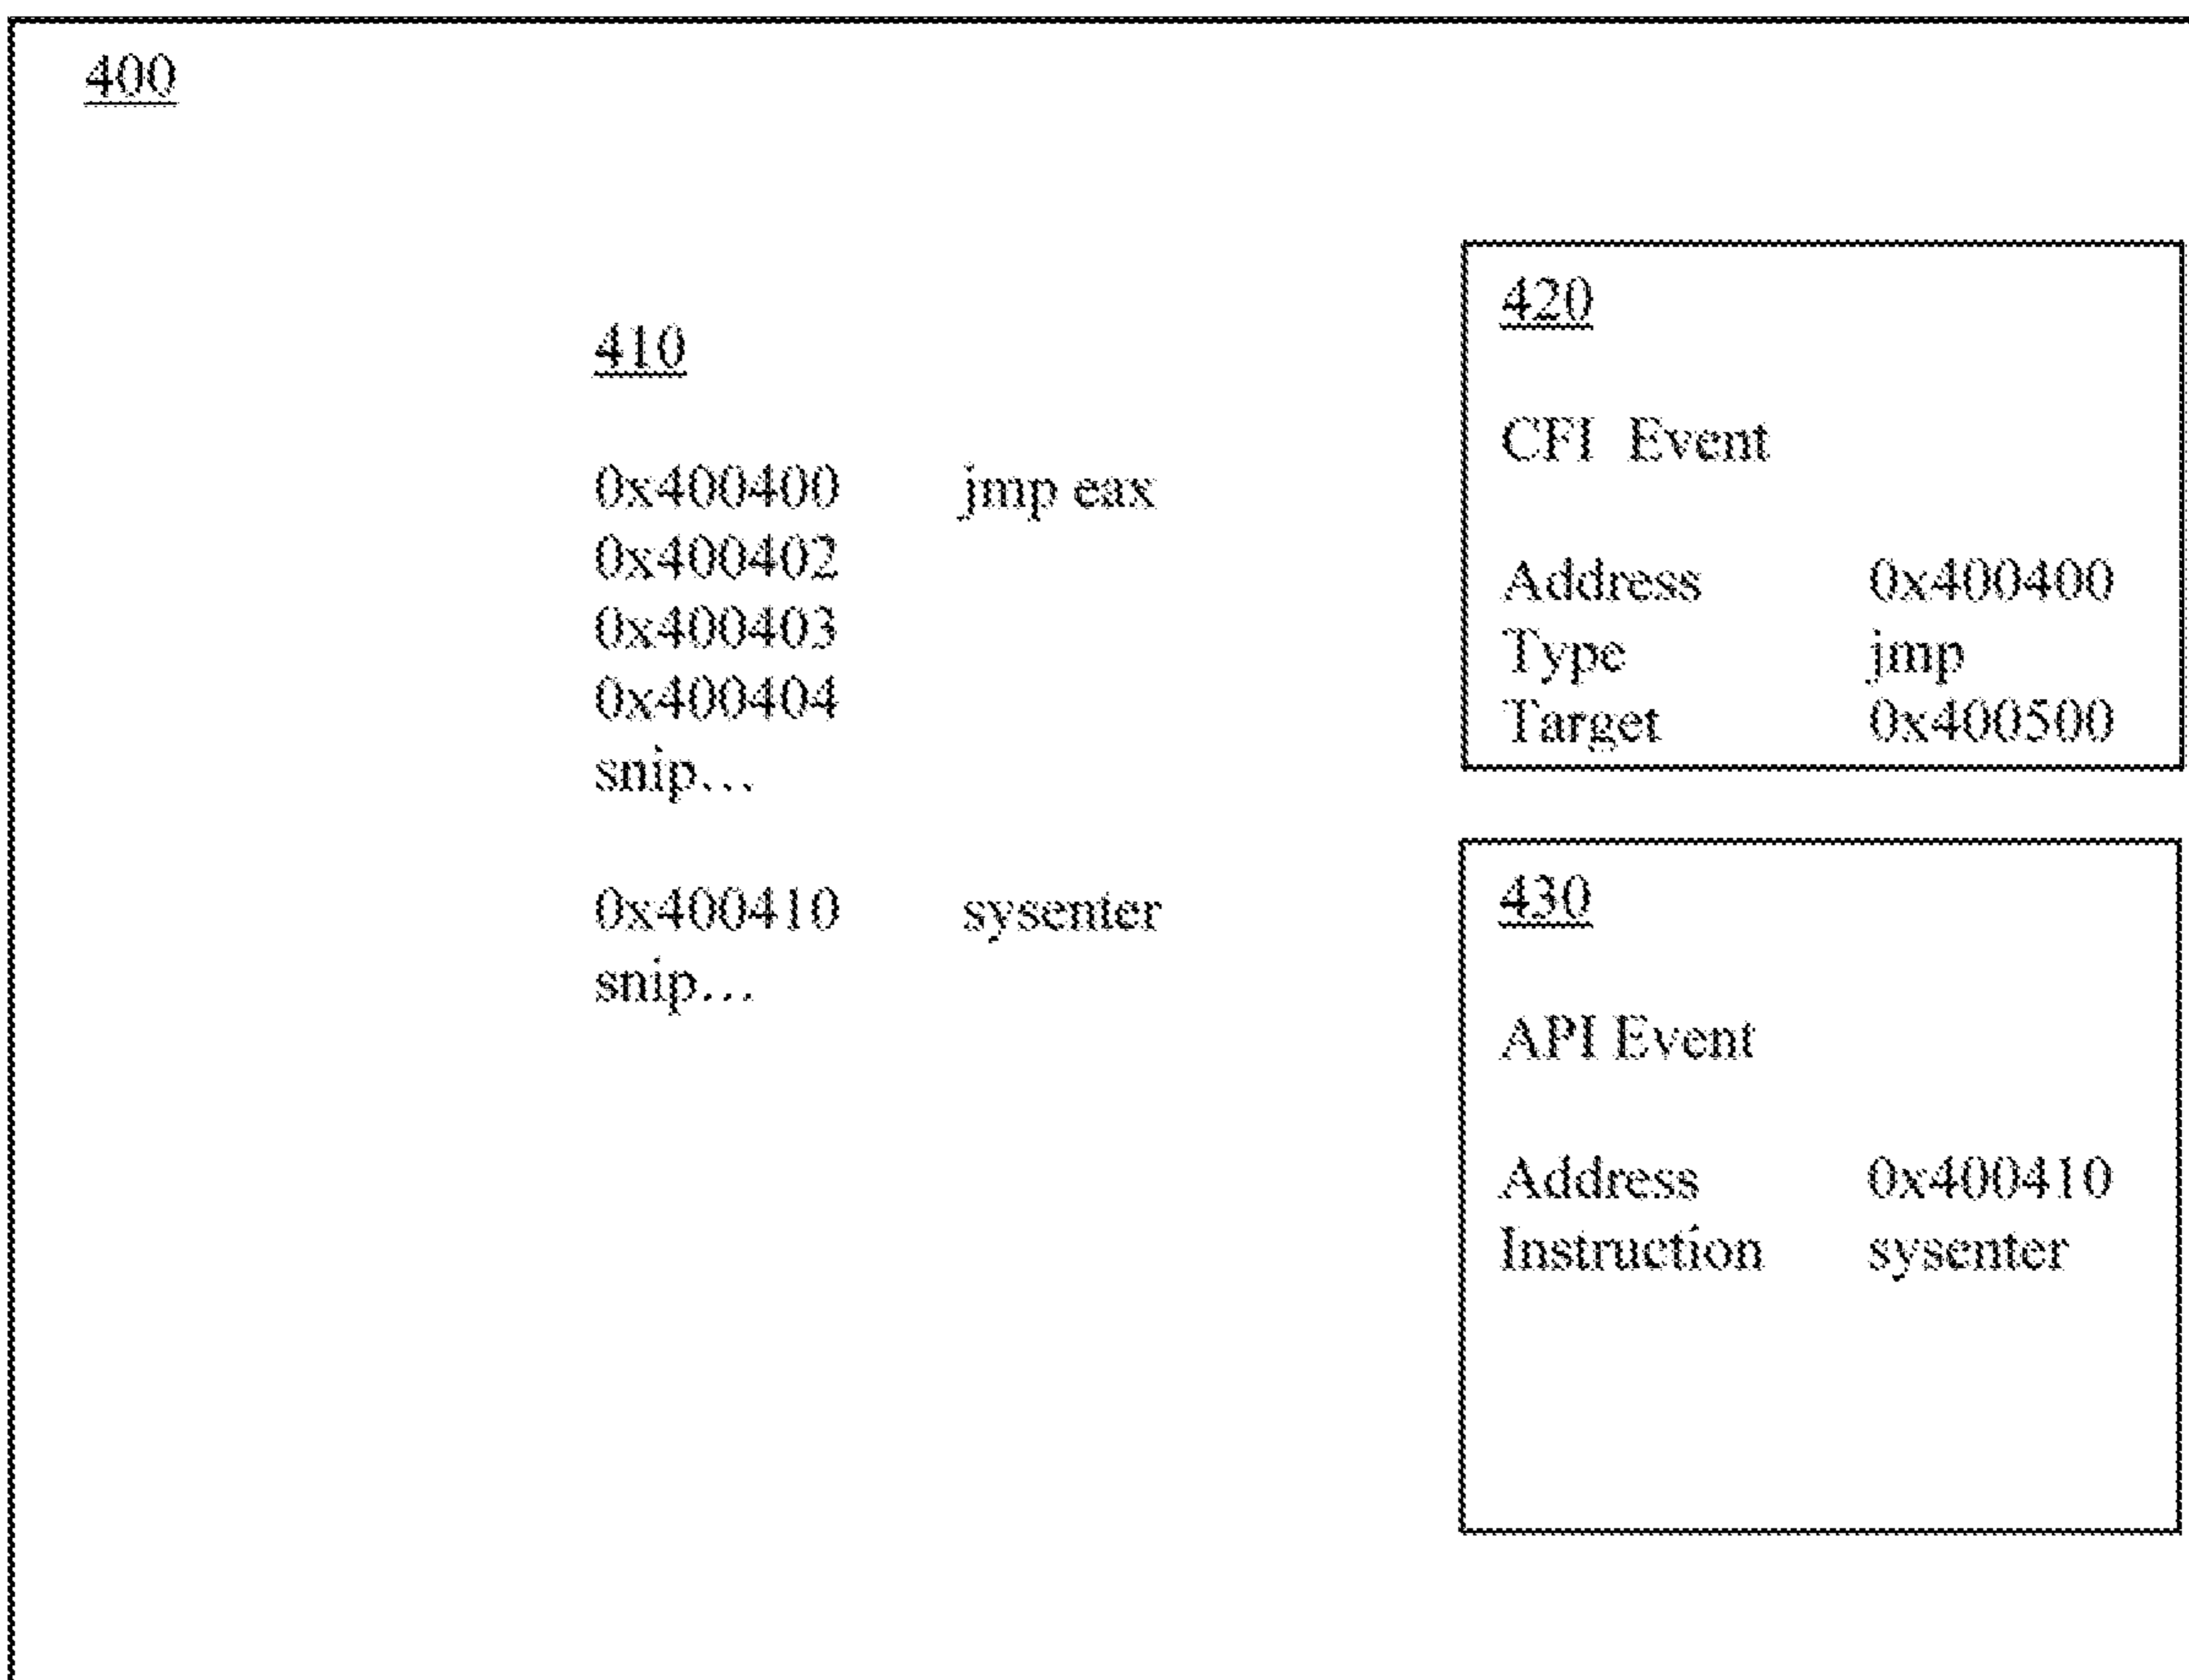 400
410
0x400400 jmp eax
0x400402
0x400403
0x400404
snip...
0x400410 sysenter
snip...
420
CFI Event
Address 0x400400
Type jmp
Target 0x400500
430
API Event
Address 0x400410
Instruction sysenter